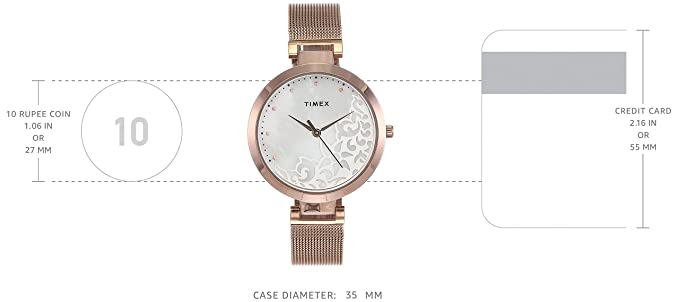 10 RUPEE COIN
1.06 IN
OR
27 MM
10
TIMEX
CREDIT CARD
2.16 IN
OR
55 MM
CASE DIAMETER: 35 MM